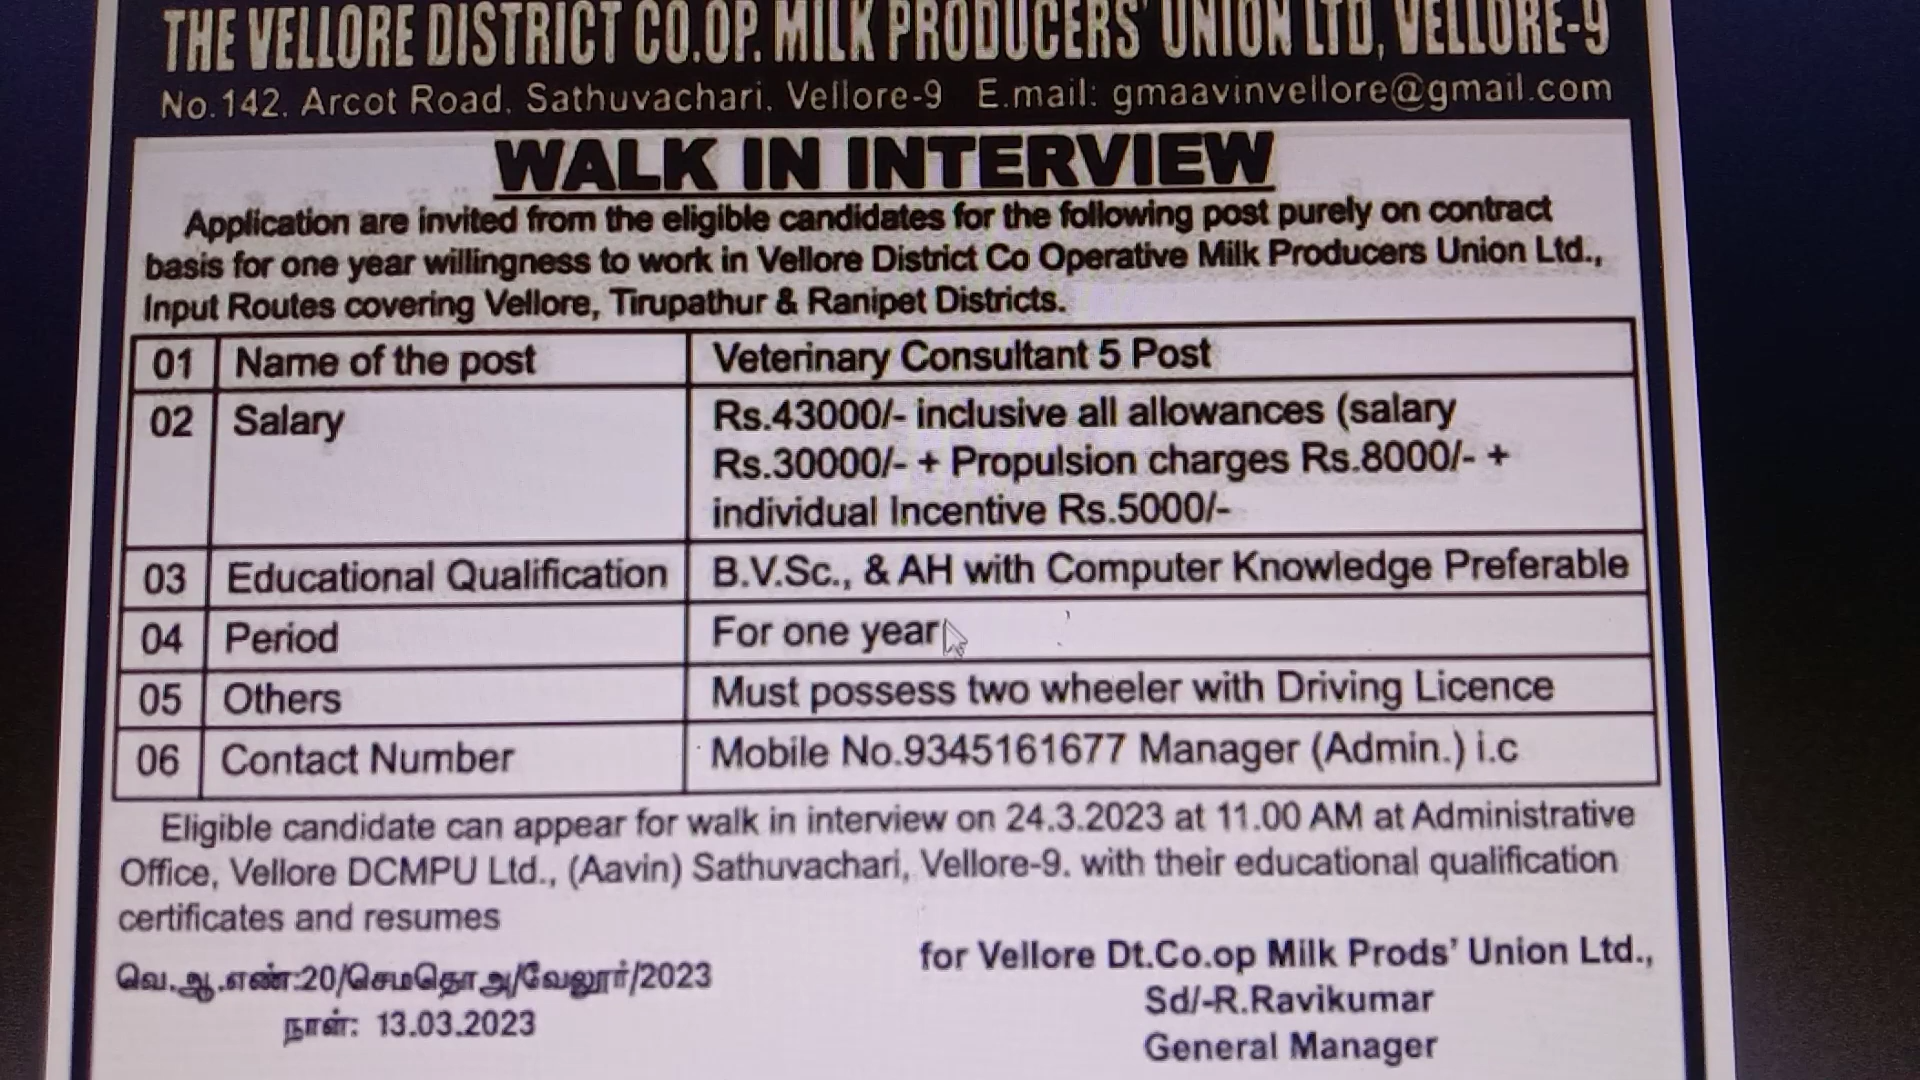 THE VELLORE DISTRICT CO.OP. MILK PRODUCERS' UNION LTD, VELLORE-9
No.142. Arcot Road. Sathuvachari. Vellore-9 E.mail: gmaavinvellore@gmail.com
WALK IN INTERVIEW
Application are invited from the eligible candidates for the following post purely on contract
basis for one year willingness to work in Vellore District Co Operative Milk Producers Union Ltd.,
Input Routes covering Vellore, Tirupathur & Ranipet Districts.
01 Name of the post Veterinary Consultant 5 Post
02 Salary Rs.43000/- inclusive all allowances (salary
Rs.30000/- + Propulsion charges Rs.8000/- +
individual Incentive Rs.5000/-
03 Educational Qualification B.V.Sc., & AH with Computer Knowledge Preferable
04 Period For one year
05 Others Must possess two wheeler with Driving Licence
06 Contact Number Mobile No.9345161677 Manager (Admin.) i.c
Eligible candidate can appear for walk in interview on 24.3.2023 at 11.00 AM at Administrative
Office, Vellore DCMPU Ltd., (Aavin) Sathuvachari, Vellore-9. with their educational qualification
certificates and resumes
வெ.ஆ.எண்:20/செமதொஅ/வேலூர்/2023
நாள்: 13.03.2023
for Vellore Dt.Co.op Milk Prods' Union Ltd.,
Sd/-R.Ravikumar
General Manager